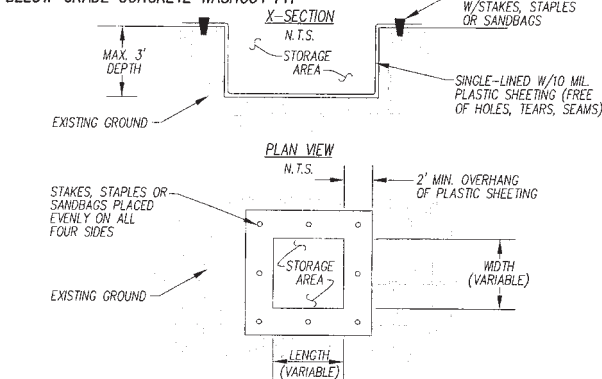 BELOW GRADE CONCRETE WASHOUT PIT
X-SECTION
N.T.S.
W/STAKES, STAPLES
OR SANDBAGS
MAX. 3'
DEPTH
STORAGE
AREA
SINGLE-LINED W/10 MIL
PLASTIC SHEETING (FREE
OF HOLES, TEARS, SEAMS)
EXISTING GROUND
PLAN VIEW
N.T.S.
2' MIN. OVERHANG
OF PLASTIC SHEETING
STAKES, STAPLES OR
SANDBAGS PLACED
EVENLY ON ALL
FOUR SIDES
STORAGE
AREA
WIDTH
(VARIABLE)
EXISTING GROUND
LENGTH
(VARIABLE)